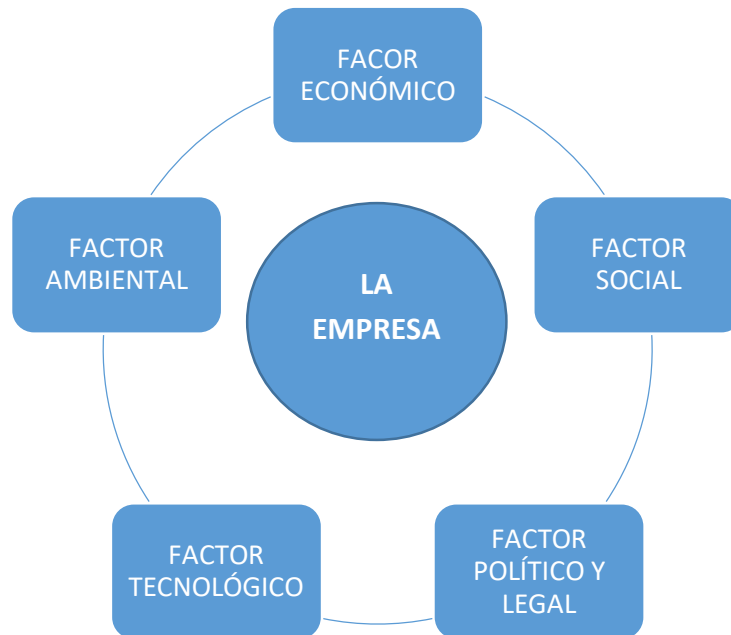 FACOR
ECONÓMICO
FACTOR
AMBIENTAL
FACTOR
SOCIAL
LA
EMPRESA
FACTOR
TECNOLÓGICO
FACTOR
POLÍTICO Y
LEGAL